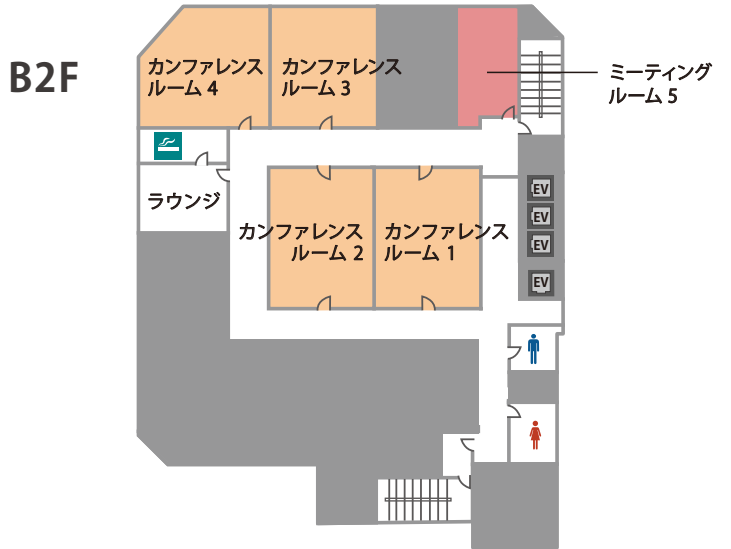 B2F
カンファレンス
ルーム 4
カンファレンス
ルーム 3
ミーティング
ルーム 5
ラウンジ
カンファレンス
ルーム 2
カンファレンス
ルーム 1
EV
EV
EV
EV